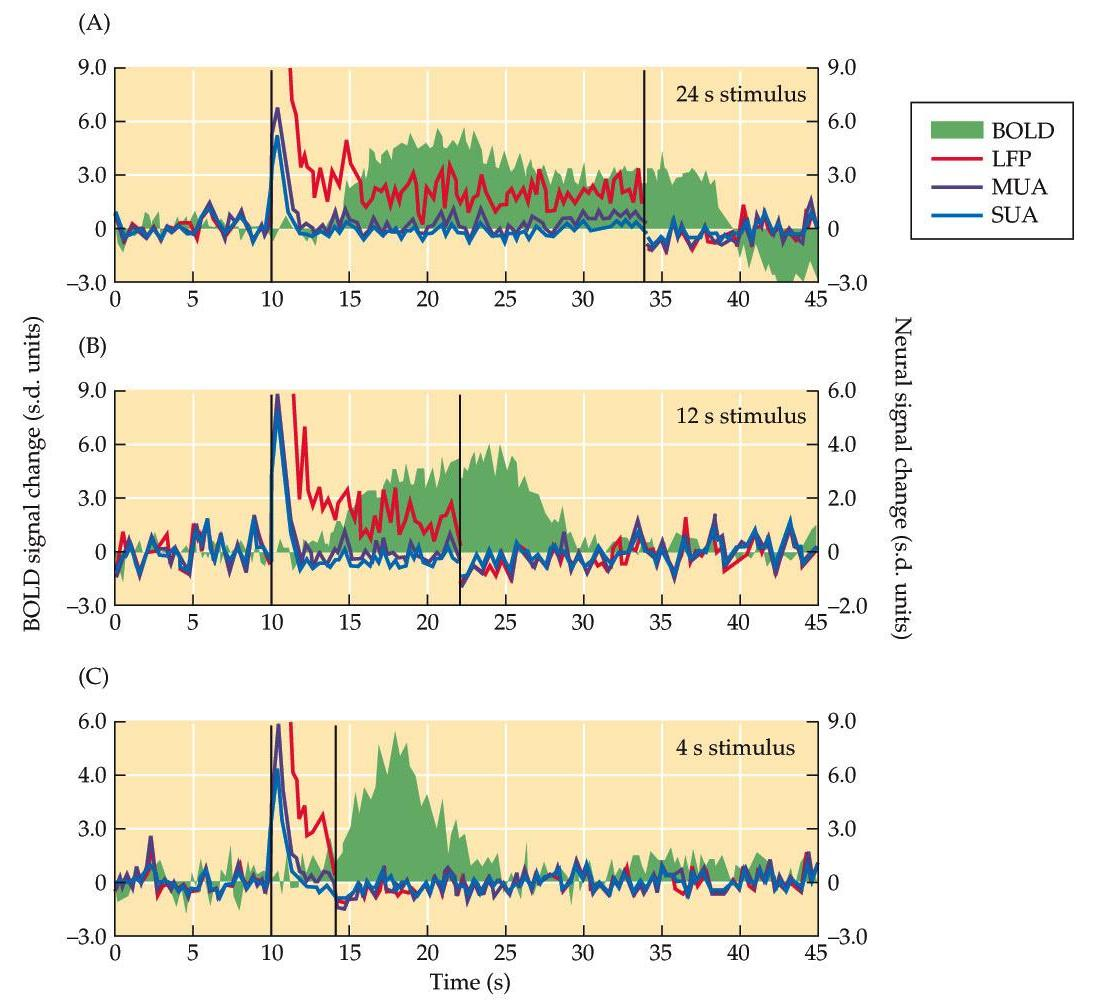 (A)
9.0
6.0
3.0
0
–3.0
9.0
6.0
3.0
0
–3.0
24 s stimulus
0 5 10 15 20 25 30 35 40 45
BOLD
LFP
MUA
SUA
(B)
BOLD signal change (s.d. units)
Neural signal change (s.d. units)
9.0
6.0
3.0
0
–3.0
6.0
4.0
2.0
0
–2.0
12 s stimulus
0 5 10 15 20 25 30 35 40 45
(C)
6.0
4.0
3.0
0
–3.0
9.0
6.0
3.0
0
–3.0
4 s stimulus
0 5 10 15 20 25 30 35 40 45
Time (s)